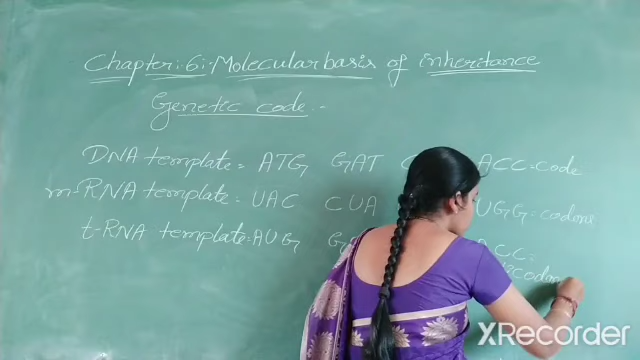 Chapter: 6:- Molecular basis of inheritance
Genetic code :-
DNA template = ATG GAT ACC = code
m-RNA template = UAC CUA UGG = codons
t-RNA template = AUG ACC =
XRecorder